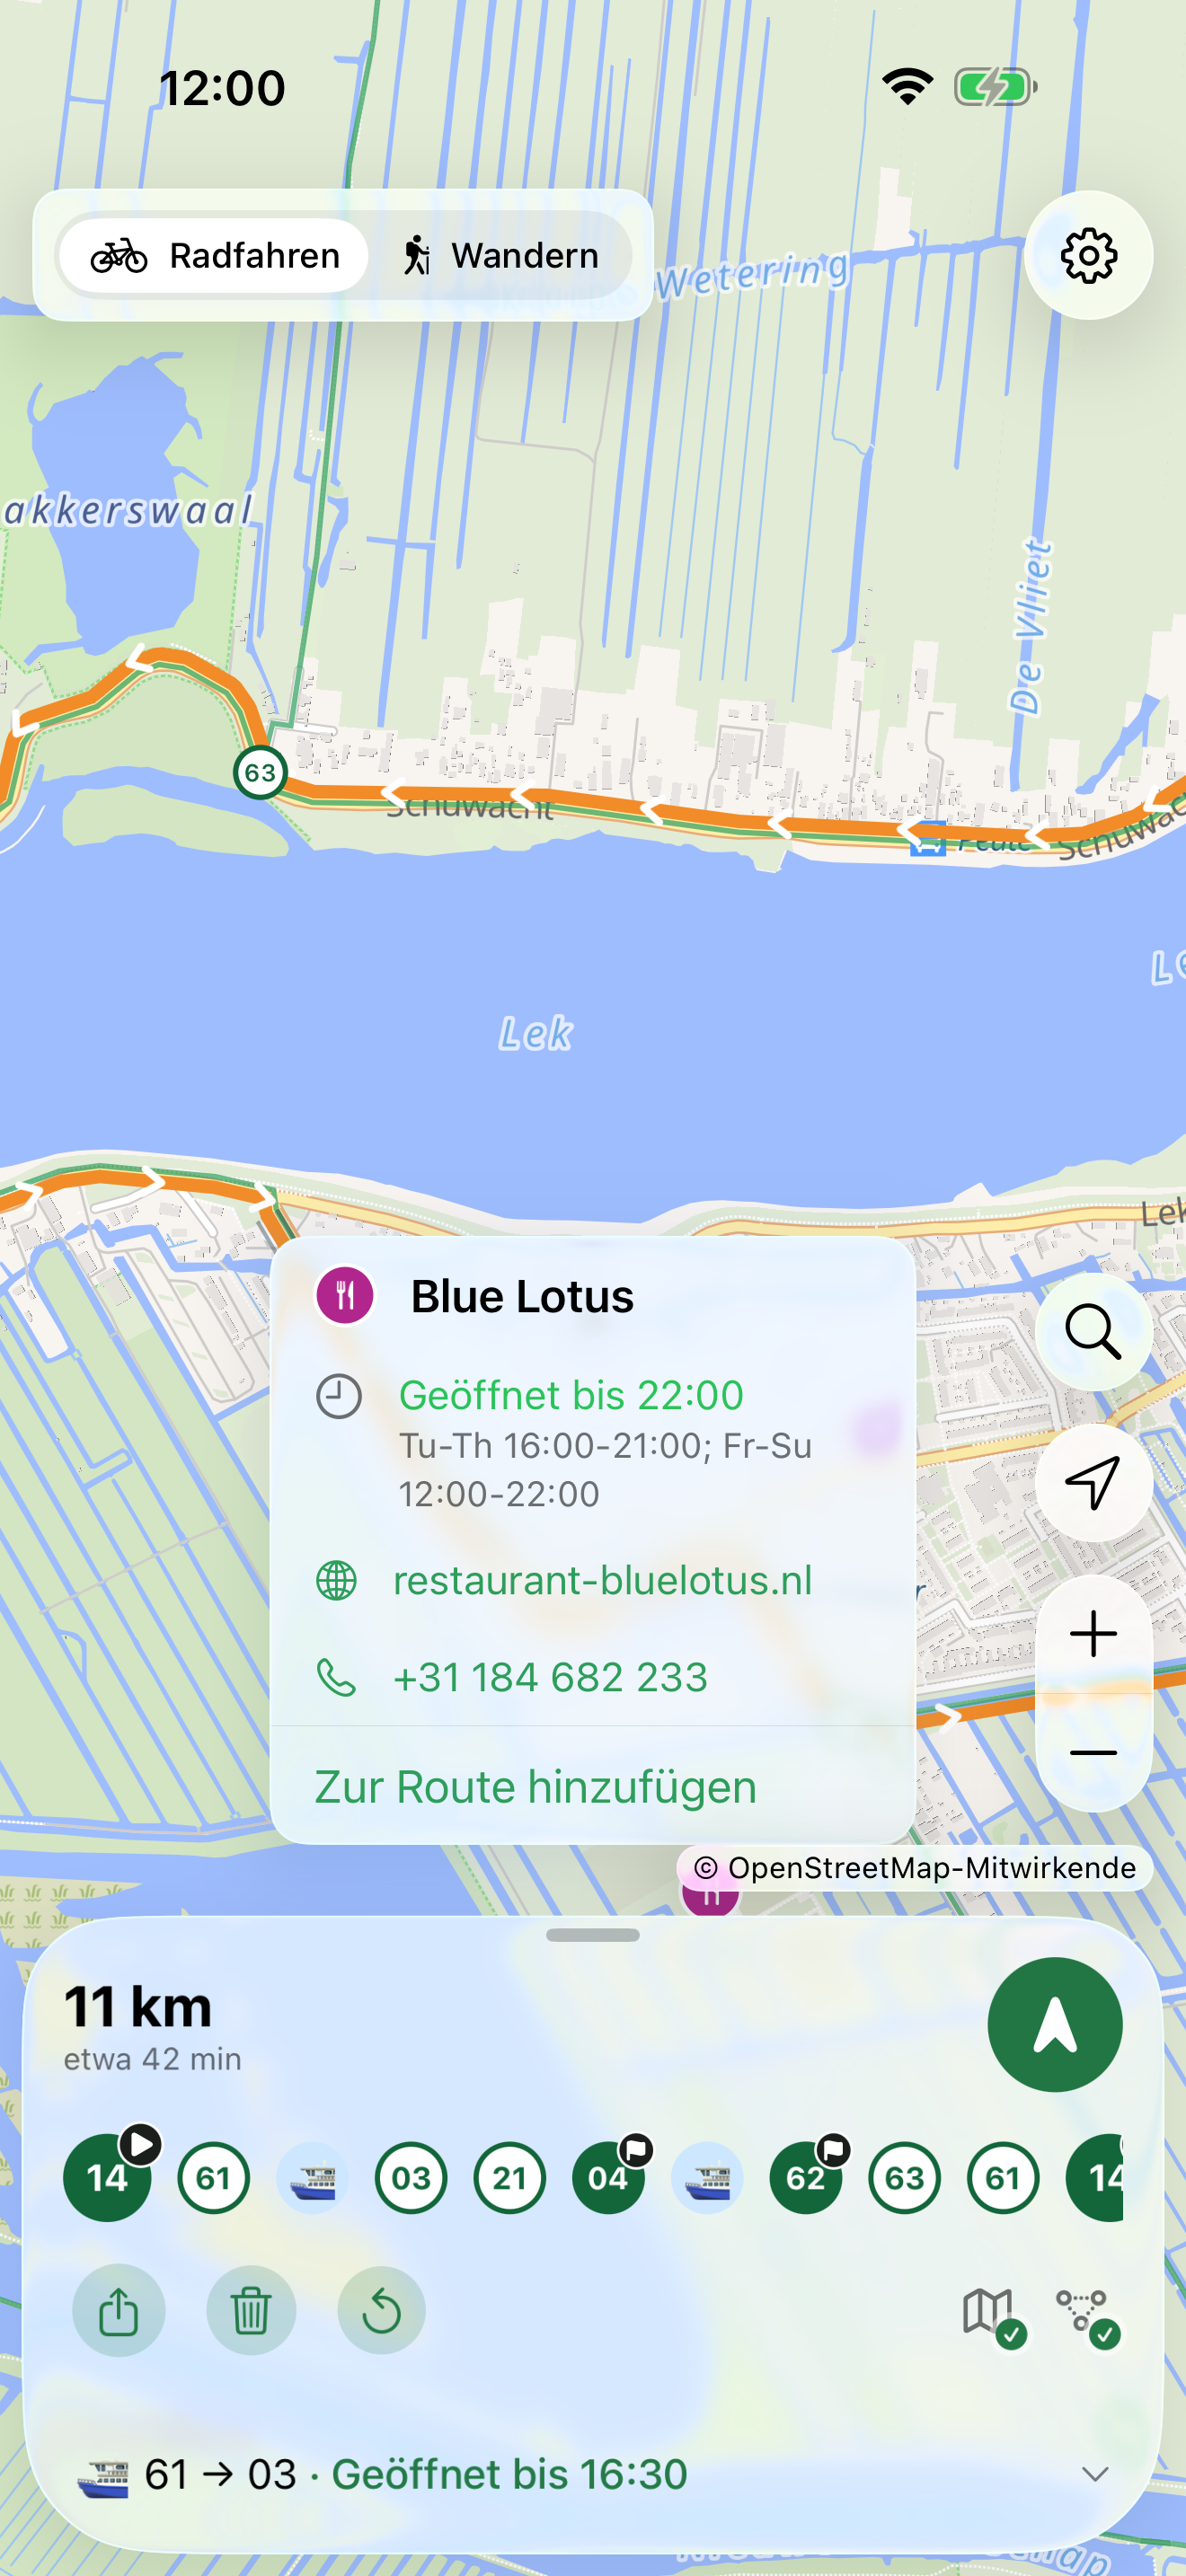 12:00
Radfahren
Wandern
Wetering
akkerswaal
De Vliet
63
Schuwacht
Lek
Blue Lotus
Geöffnet bis 22:00
Tu-Th 16:00-21:00; Fr-Su
12:00-22:00
restaurant-bluelotus.nl
+31 184 682 233
Zur Route hinzufügen
© OpenStreetMap-Mitwirkende
11 km
etwa 42 min
14 61 03 21 04 62 63 61 14
61 → 03 · Geöffnet bis 16:30